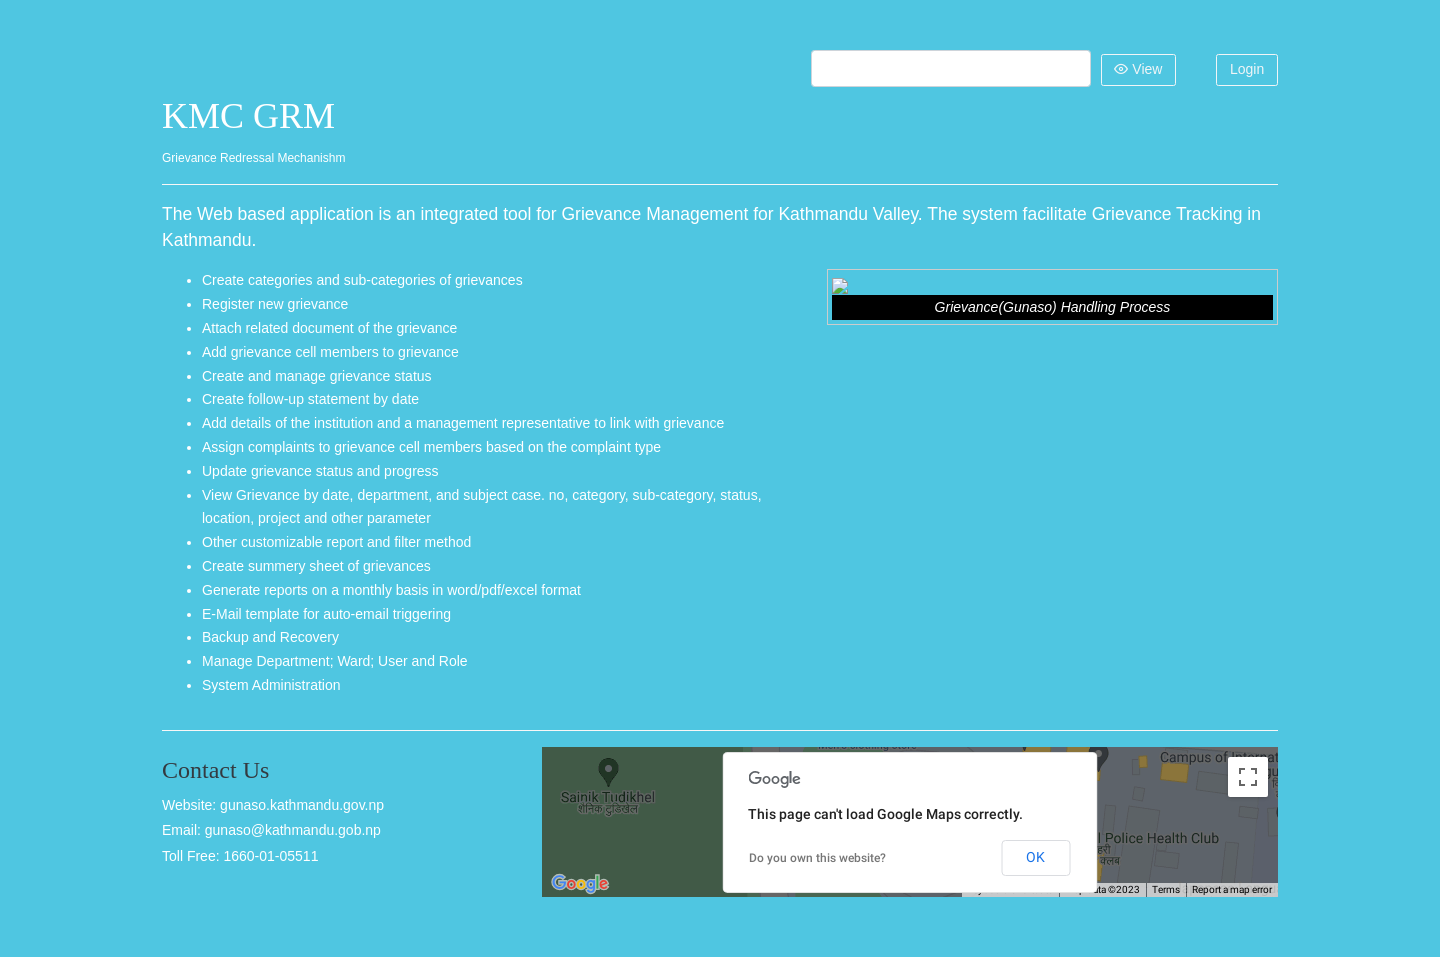 View
Login
KMC GRM
Grievance Redressal Mechanishm
The Web based application is an integrated tool for Grievance Management for Kathmandu Valley. The system facilitate Grievance Tracking in
Kathmandu.
Create categories and sub-categories of grievances
Register new grievance
Attach related document of the grievance
Add grievance cell members to grievance
Create and manage grievance status
Create follow-up statement by date
Add details of the institution and a management representative to link with grievance
Assign complaints to grievance cell members based on the complaint type
Update grievance status and progress
View Grievance by date, department, and subject case. no, category, sub-category, status,
location, project and other parameter
Other customizable report and filter method
Create summery sheet of grievances
Generate reports on a monthly basis in word/pdf/excel format
E-Mail template for auto-email triggering
Backup and Recovery
Manage Department; Ward; User and Role
System Administration
Grievance(Gunaso) Handling Process
Contact Us
Website: gunaso.kathmandu.gov.np
Email: gunaso@kathmandu.gob.np
Toll Free: 1660-01-05511
Sainik Tudikhel
सैनिक टुँडिखेल
Google
Google
This page can't load Google Maps correctly.
Do you own this website?
OK
Campus of
Police Health Club
क्लब
©2023
Terms
Report a map error